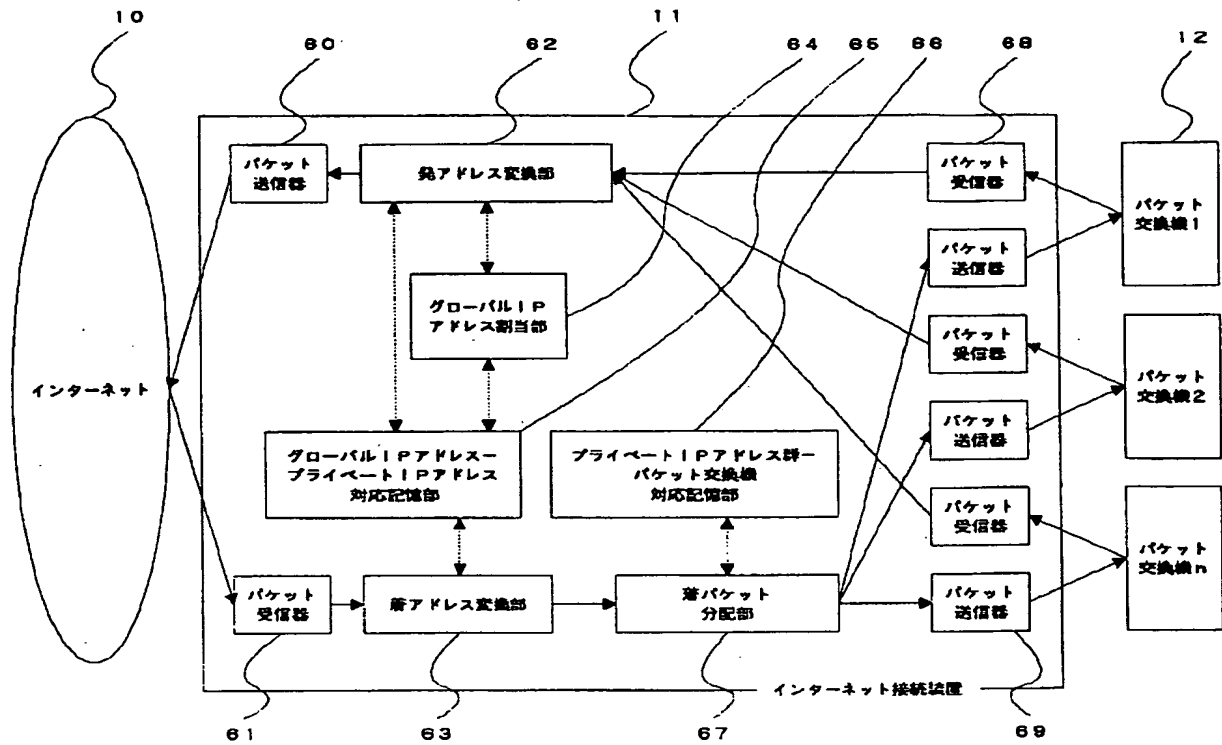 10
11
60
62
64
65
66
68
12
パケット
送信器
発アドレス変換部
パケット
受信器
パケット
交換機1
パケット
送信器
グローバルIP
アドレス割当部
パケット
受信器
インターネット
パケット
交換機2
パケット
送信器
グローバルIPアドレスー
プライベートIPアドレス
対応記憶部
プライベートIPアドレス群ー
パケット交換機
対応記憶部
パケット
受信器
パケット
交換機n
パケット
受信器
着アドレス変換部
着パケット
分配部
パケット
送信器
インターネット接続装置
61
63
67
69